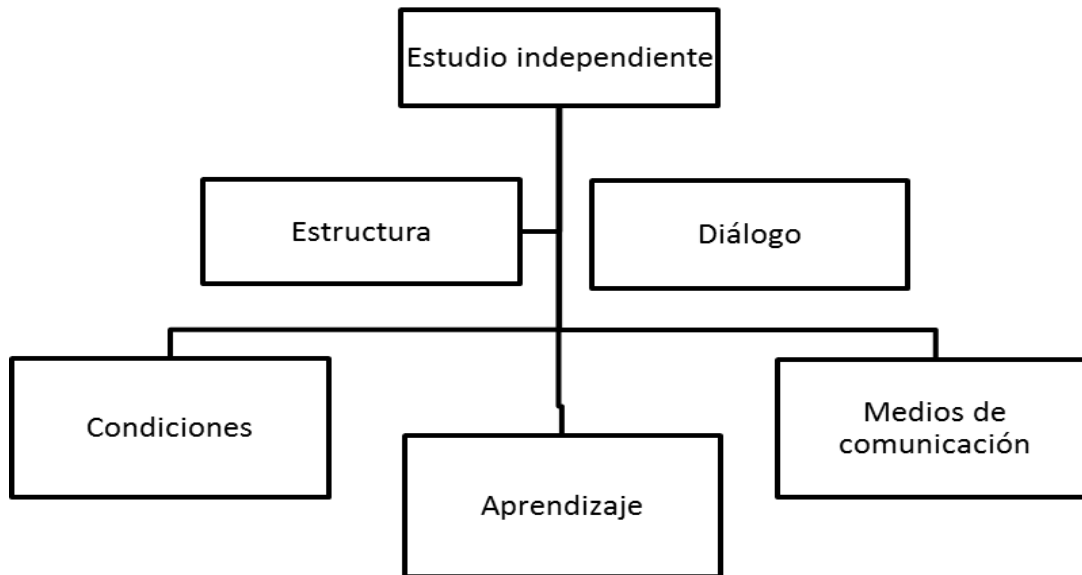 Estudio independiente
Estructura
Diálogo
Condiciones
Aprendizaje
Medios de
comunicación